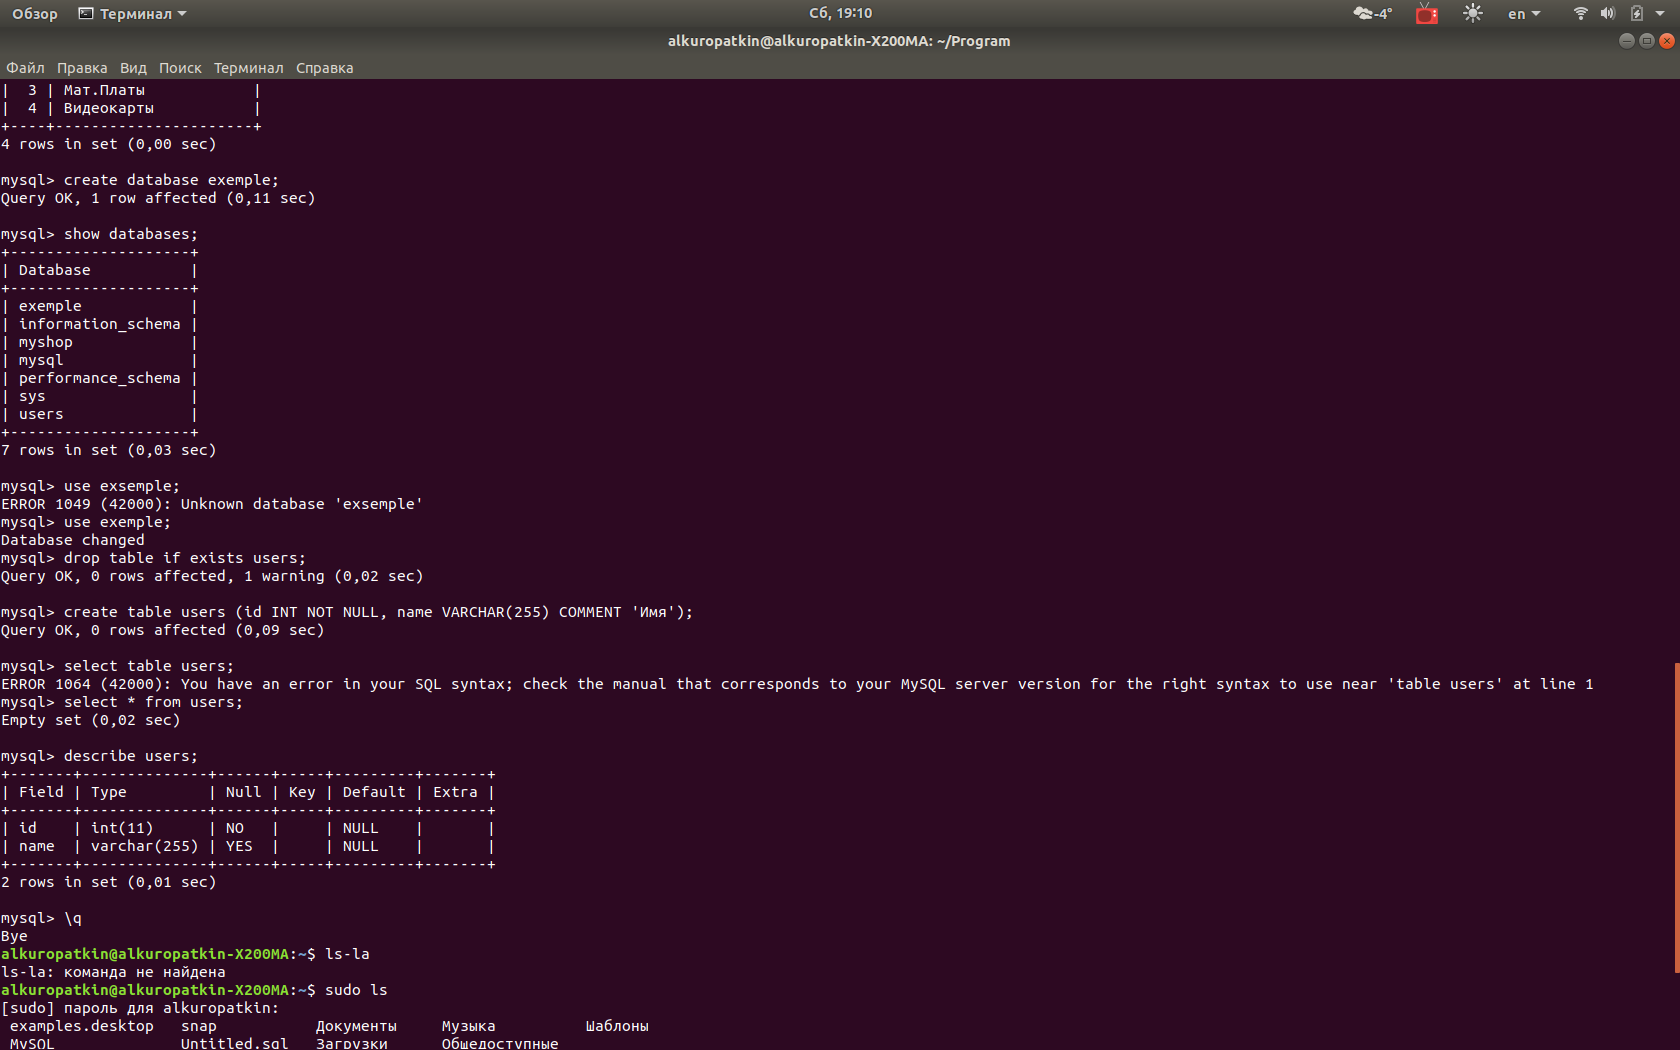 Обзор Терминал Сб, 19:10 -4° en
alkuropatkin@alkuropatkin-X200MA: ~/Program
Файл Правка Вид Поиск Терминал Справка
|  3 | Мат.Платы            |
|  4 | Видеокарты           |
+----+----------------------+
4 rows in set (0,00 sec)

mysql> create database exemple;
Query OK, 1 row affected (0,11 sec)

mysql> show databases;
+--------------------+
| Database           |
+--------------------+
| exemple            |
| information_schema |
| myshop             |
| mysql              |
| performance_schema |
| sys                |
| users              |
+--------------------+
7 rows in set (0,03 sec)

mysql> use exsemple;
ERROR 1049 (42000): Unknown database 'exsemple'
mysql> use exemple;
Database changed
mysql> drop table if exists users;
Query OK, 0 rows affected, 1 warning (0,02 sec)

mysql> create table users (id INT NOT NULL, name VARCHAR(255) COMMENT 'Имя');
Query OK, 0 rows affected (0,09 sec)

mysql> select table users;
ERROR 1064 (42000): You have an error in your SQL syntax; check the manual that corresponds to your MySQL server version for the right syntax to use near 'table users' at line 1
mysql> select * from users;
Empty set (0,02 sec)

mysql> describe users;
+-------+--------------+------+-----+---------+-------+
| Field | Type         | Null | Key | Default | Extra |
+-------+--------------+------+-----+---------+-------+
| id    | int(11)      | NO   |     | NULL    |       |
| name  | varchar(255) | YES  |     | NULL    |       |
+-------+--------------+------+-----+---------+-------+
2 rows in set (0,01 sec)

mysql> \q
Bye
alkuropatkin@alkuropatkin-X200MA:~$ ls-la
ls-la: команда не найдена
alkuropatkin@alkuropatkin-X200MA:~$ sudo ls
[sudo] пароль для alkuropatkin:
 examples.desktop   snap           Документы     Музыка          Шаблоны
 MySQL              Untitled.sql   Загрузки      Общедоступные